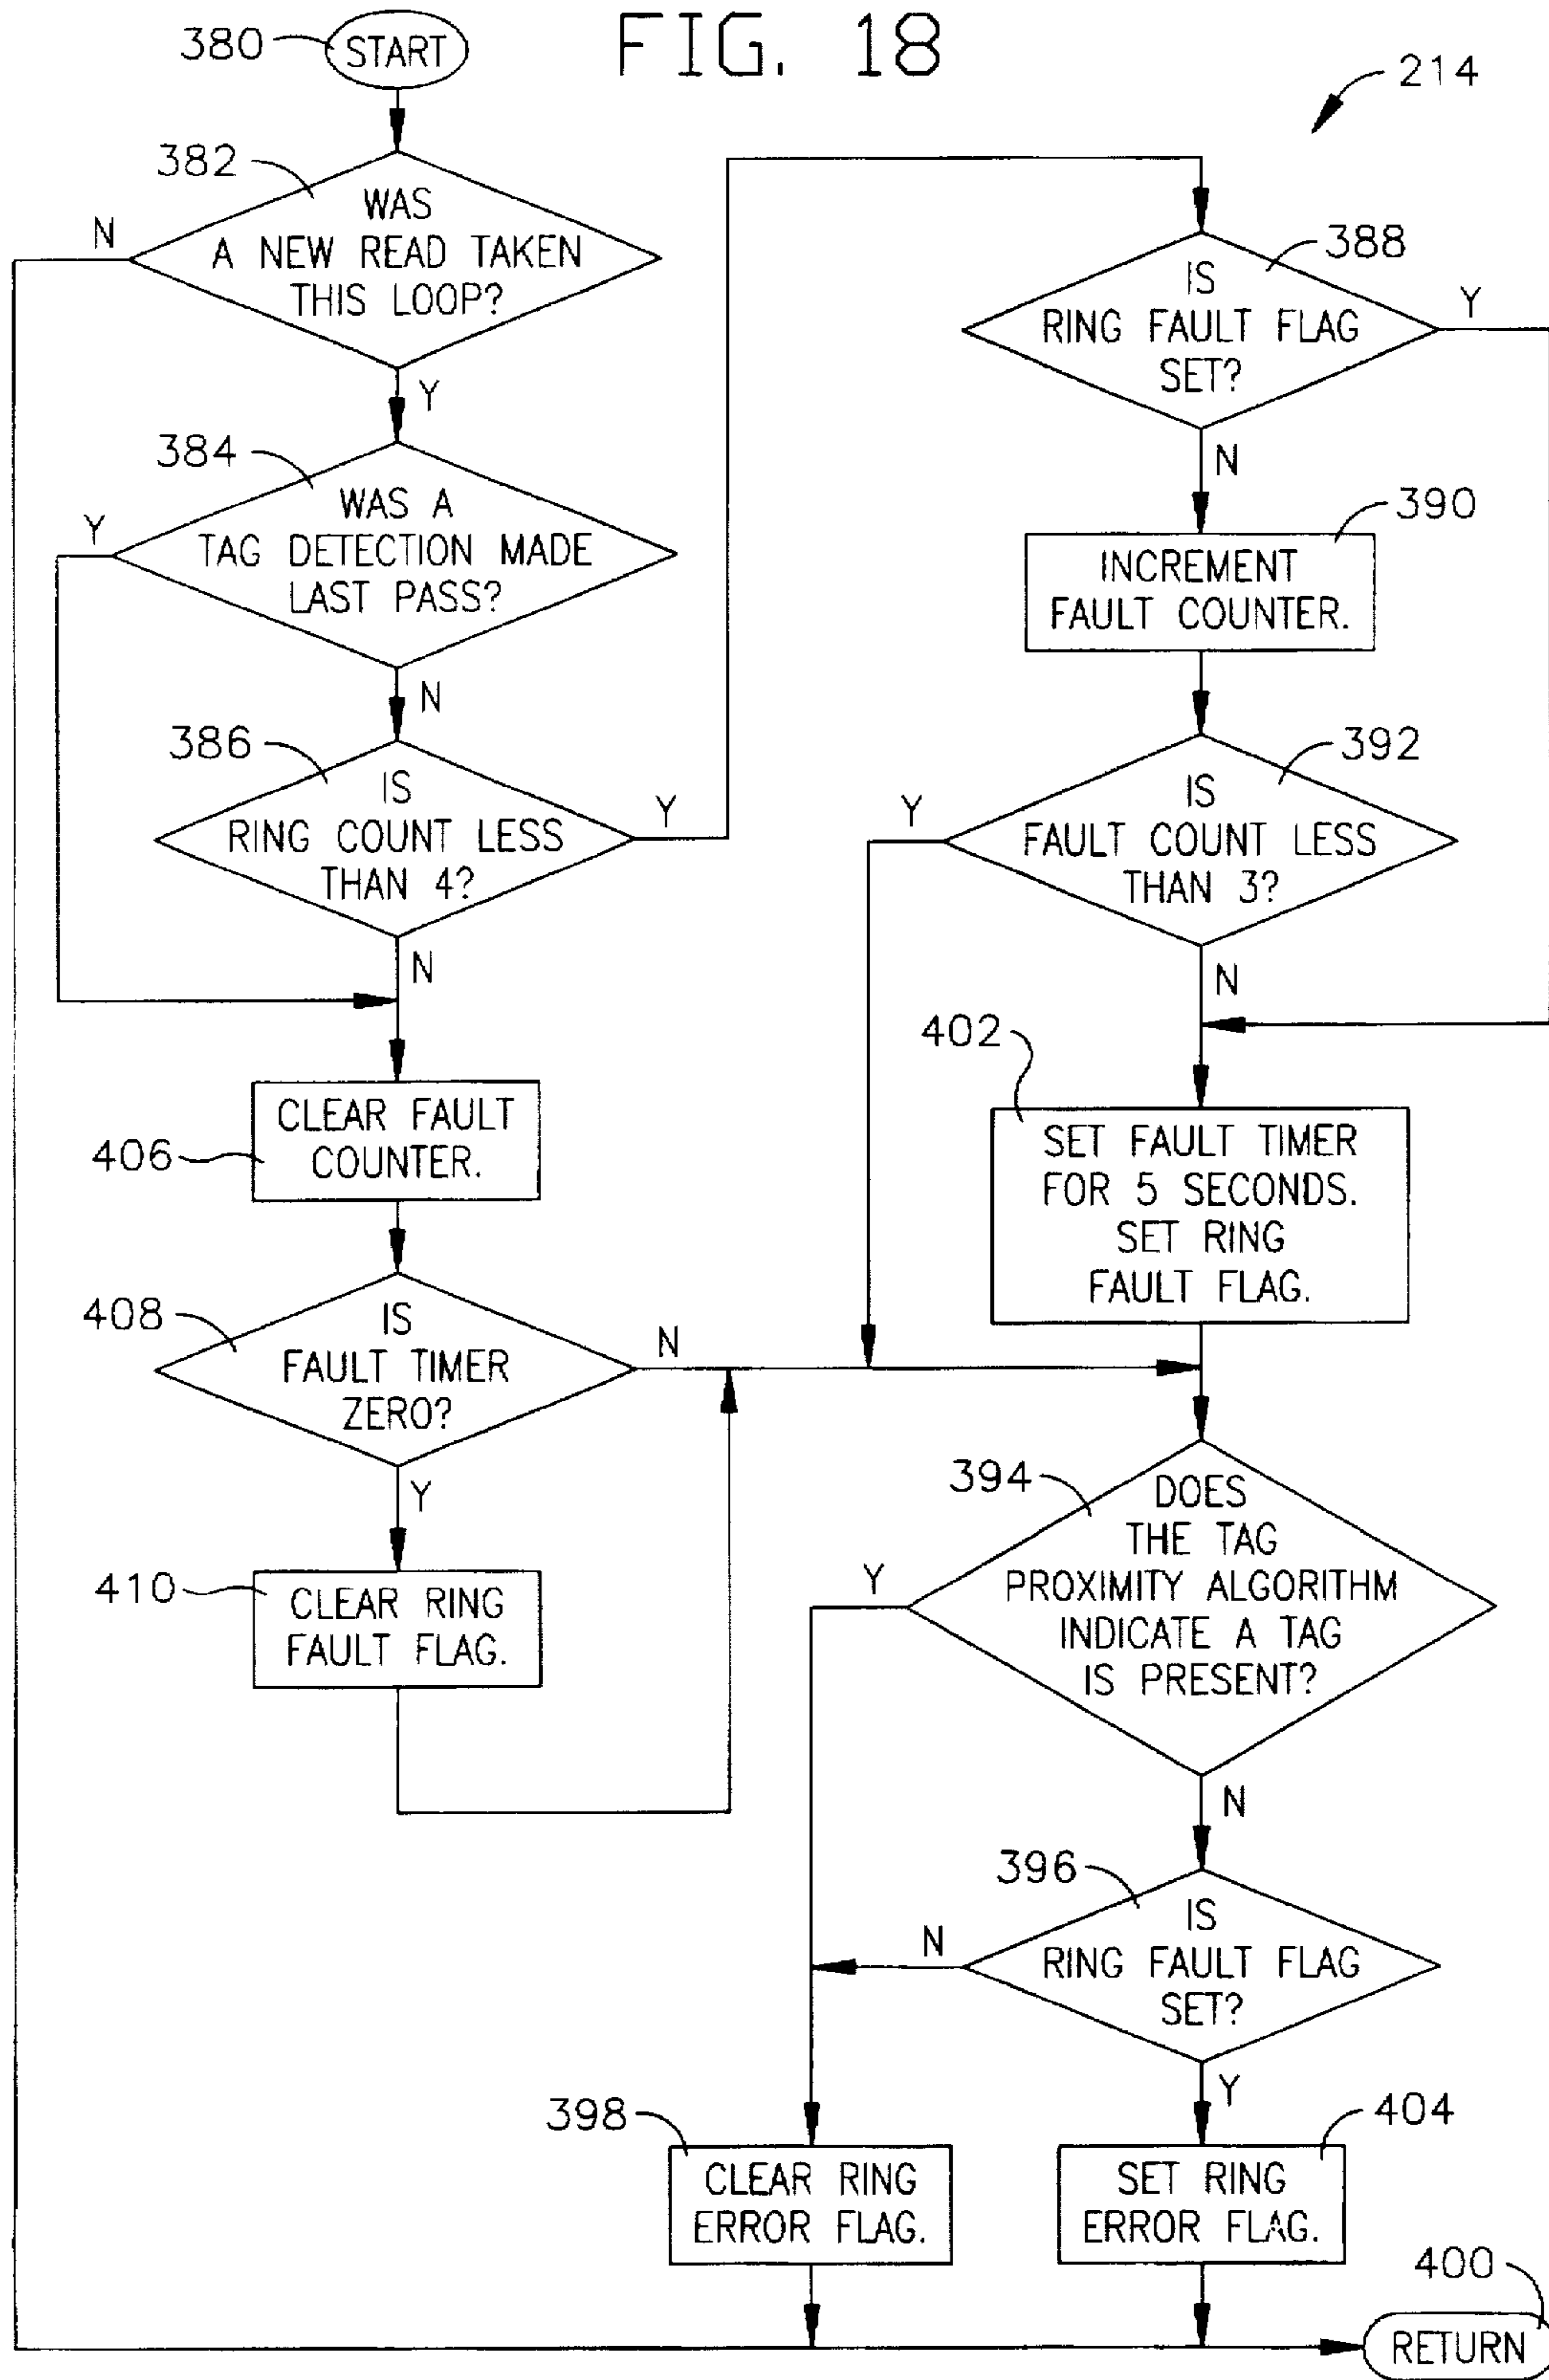 FIG. 18
214
380
START
382
WAS
A NEW READ TAKEN
THIS LOOP?
N
Y
384
WAS A
TAG DETECTION MADE
LAST PASS?
Y
N
386
IS
RING COUNT LESS
THAN 4?
Y
N
388
IS
RING FAULT FLAG
SET?
Y
N
390
INCREMENT
FAULT COUNTER.
392
IS
FAULT COUNT LESS
THAN 3?
Y
N
402
SET FAULT TIMER
FOR 5 SECONDS.
SET RING
FAULT FLAG.
406
CLEAR FAULT
COUNTER.
408
IS
FAULT TIMER
ZERO?
N
Y
410
CLEAR RING
FAULT FLAG.
394
DOES
THE TAG
PROXIMITY ALGORITHM
INDICATE A TAG
IS PRESENT?
Y
N
396
IS
RING FAULT FLAG
SET?
N
Y
398
CLEAR RING
ERROR FLAG.
404
SET RING
ERROR FLAG.
400
RETURN